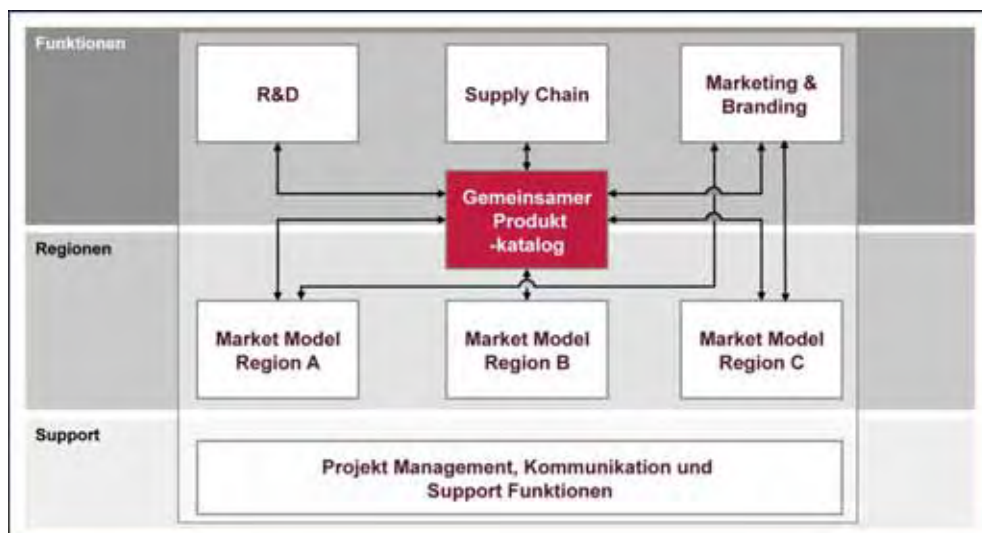 Funktionen
R&D
Supply Chain
Marketing &
Branding
Gemeinsamer
Produkt
-katalog
Regionen
Market Model
Region A
Market Model
Region B
Market Model
Region C
Support
Projekt Management, Kommunikation und
Support Funktionen